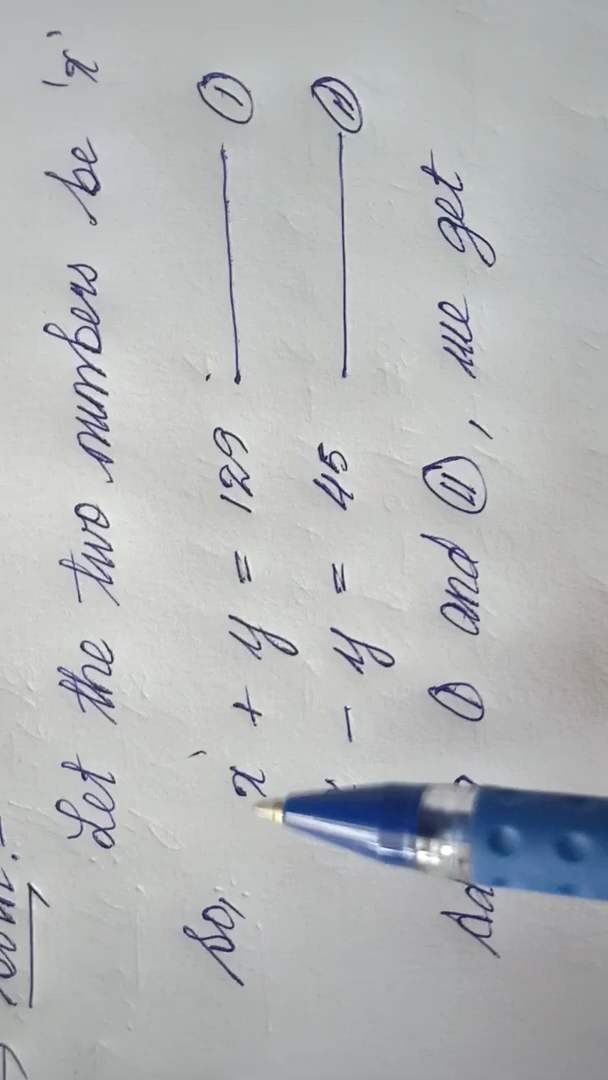 Let the two numbers be 'x'
So, x + y = 129 ——— (I)
- y = 45 ——— (II)
(I) and (II), we get